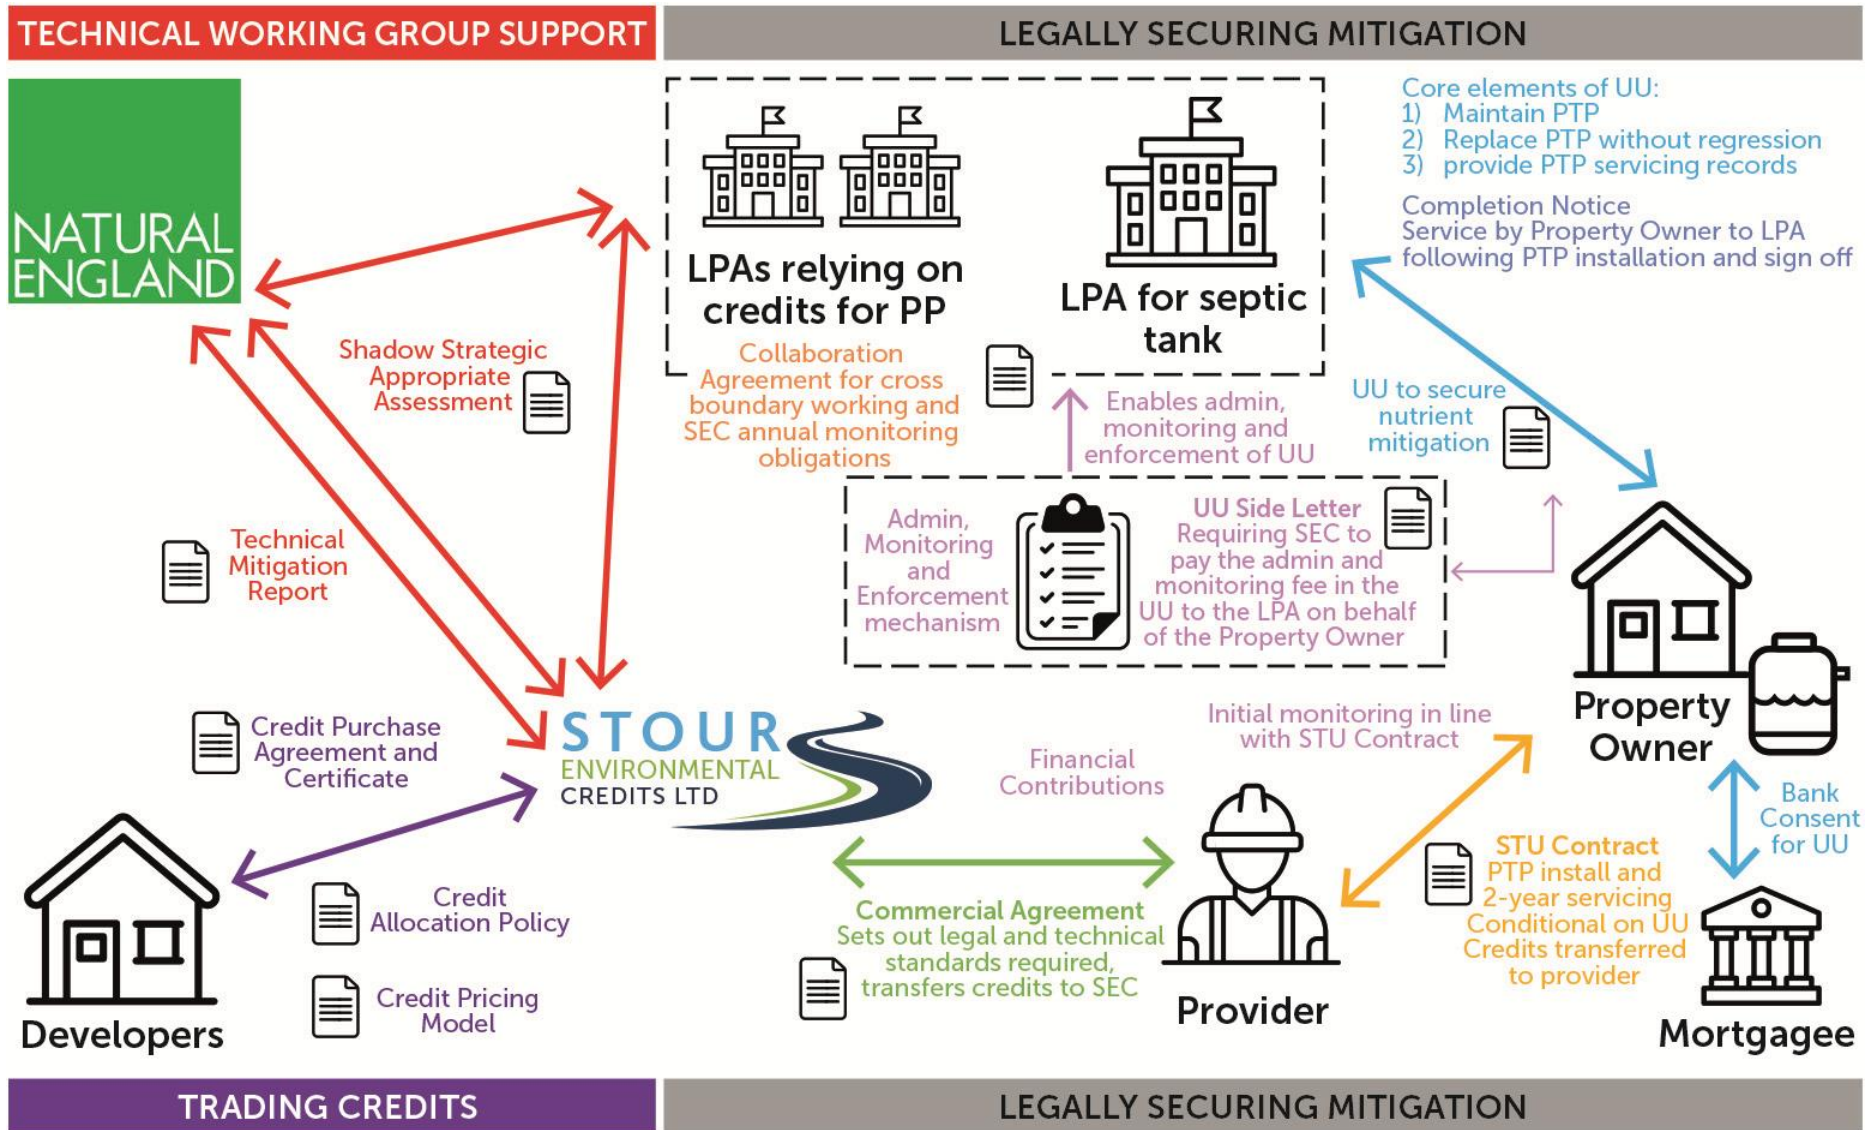 TECHNICAL WORKING GROUP SUPPORT
LEGALLY SECURING MITIGATION
NATURAL
ENGLAND
LPAs relying on
credits for PP
LPA for septic
tank
Core elements of UU:
1) Maintain PTP
2) Replace PTP without regression
3) provide PTP servicing records
Completion Notice
Service by Property Owner to LPA
following PTP installation and sign off
Shadow Strategic
Appropriate
Assessment
Collaboration
Agreement for cross
boundary working and
SEC annual monitoring
obligations
Enables admin,
monitoring and
enforcement of UU
UU to secure
nutrient
mitigation
Technical
Mitigation
Report
Admin,
Monitoring
and
Enforcement
mechanism
UU Side Letter
Requiring SEC to
pay the admin and
monitoring fee in the
UU to the LPA on behalf
of the Property Owner
Property
Owner
Credit Purchase
Agreement and
Certificate
STOUR
ENVIRONMENTAL
CREDITS LTD
Financial
Contributions
Initial monitoring in line
with STU Contract
Bank
Consent
for UU
Credit
Allocation Policy
Credit Pricing
Model
Developers
Commercial Agreement
Sets out legal and technical
standards required,
transfers credits to SEC
Provider
STU Contract
PTP install and
2-year servicing
Conditional on UU
Credits transferred
to provider
Mortgagee
TRADING CREDITS
LEGALLY SECURING MITIGATION